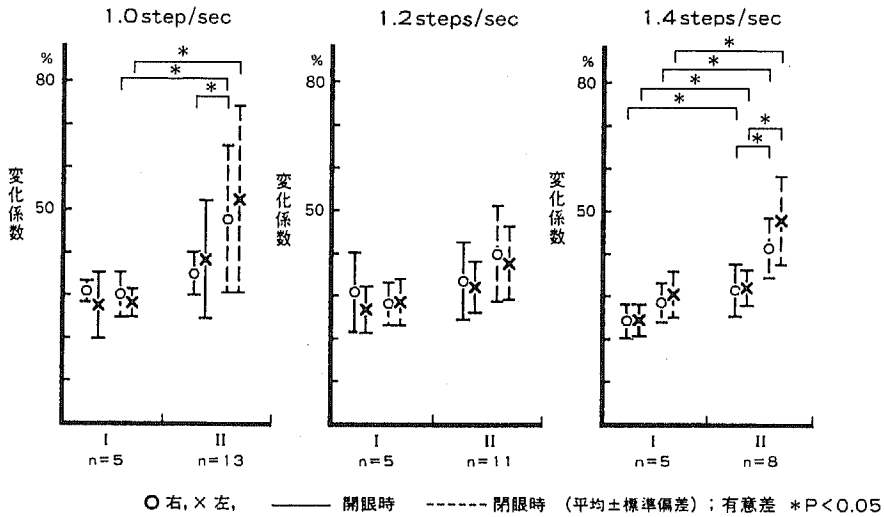 1.0 step/sec
1.2 steps/sec
1.4 steps/sec
%
80
50
変化係数
*
*
*
I
II
n=5
n=13
%
80
50
変化係数
I
II
n=5
n=11
%
80
50
変化係数
*
*
*
*
*
*
I
II
n=5
n=8
○ 右, × 左, ——— 開眼時 ------- 閉眼時 (平均±標準偏差) ; 有意差 *P<0.05